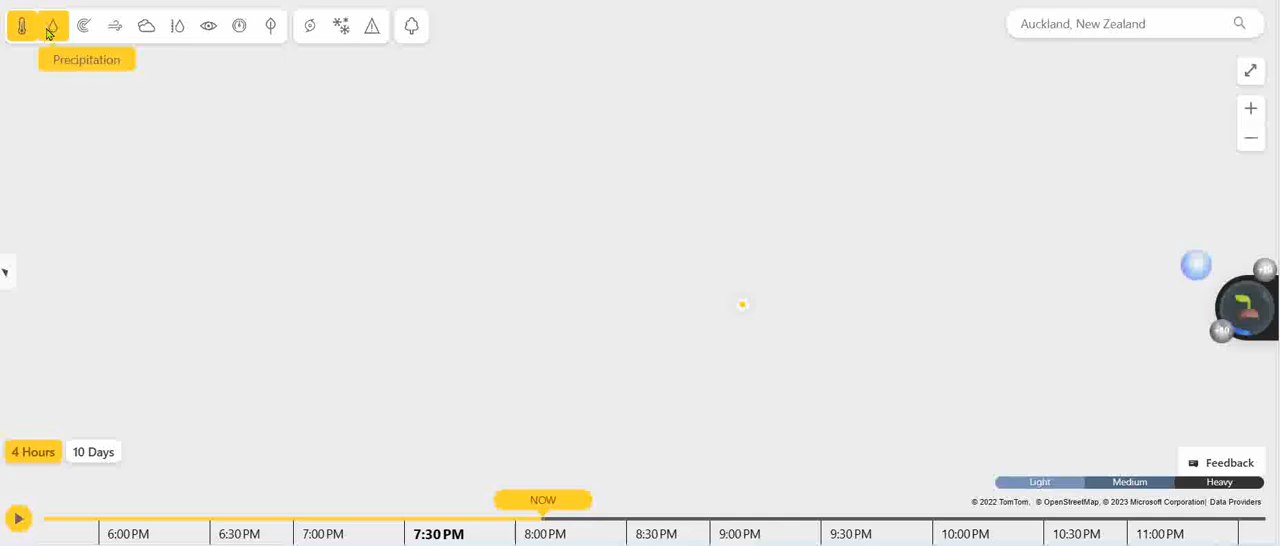 Auckland, New Zealand
Precipitation
+10
+10
4 Hours 10 Days
Feedback
Light Medium Heavy
NOW
© 2022 TomTom, © OpenStreetMap, © 2023 Microsoft Corporation| Data Providers
6:00 PM 6:30 PM 7:00 PM 7:30 PM 8:00 PM 8:30 PM 9:00 PM 9:30 PM 10:00 PM 10:30 PM 11:00 PM